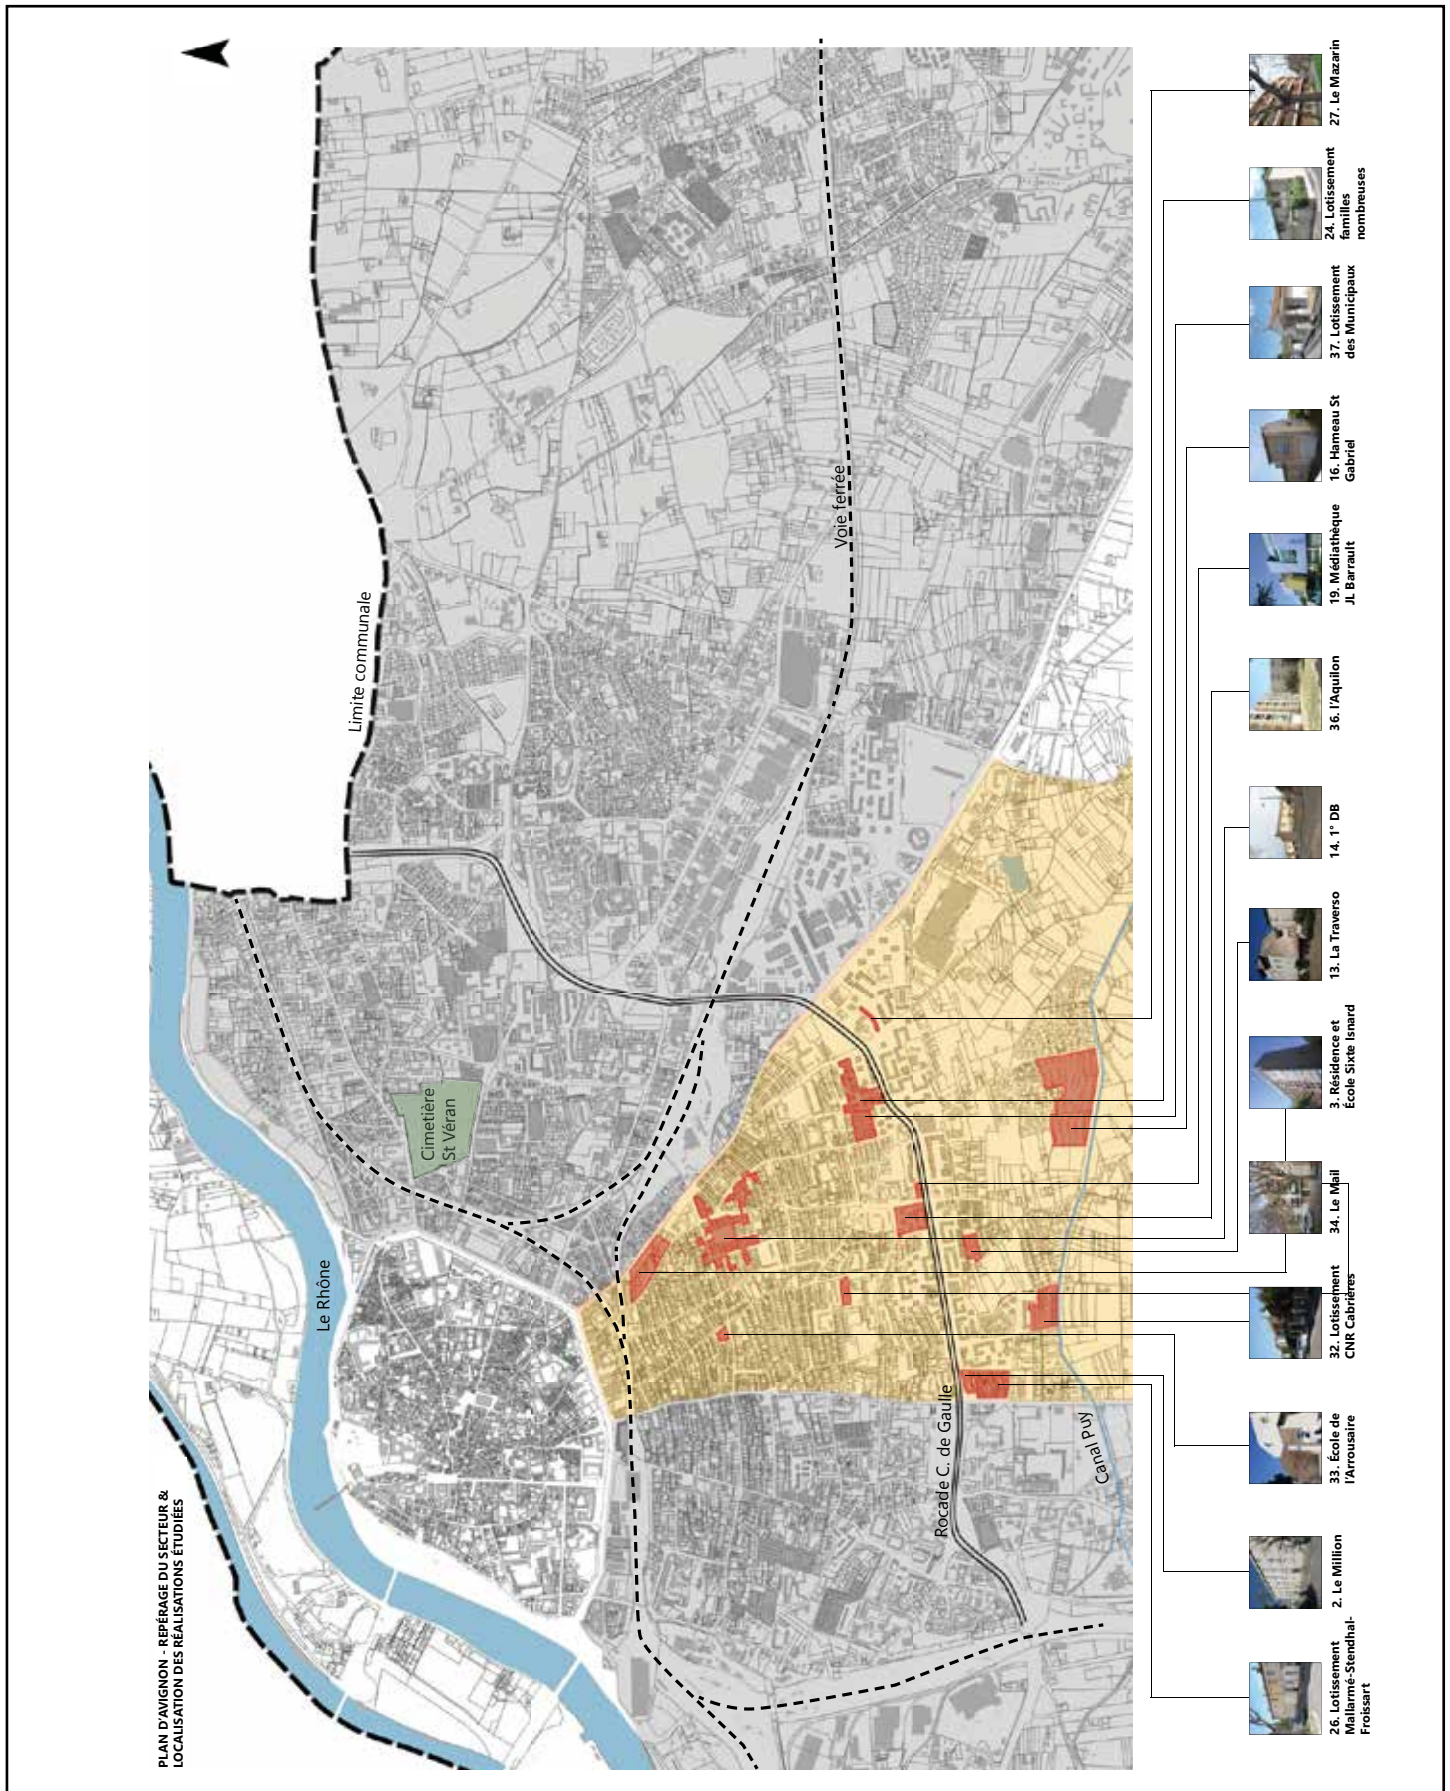 PLAN D'AVIGNON - REPÉRAGE DU SECTEUR &
LOCALISATION DES RÉALISATIONS ÉTUDIÉES
Le Rhône
Cimetière
St Véran
Limite communale
Voie ferrée
Rocade C. de Gaulle
Canal Puy
26. Lotissement
Mallarmé-Stendhal-
Froissart
2. Le Million
33. École de
l'Arrousaire
32. Lotissement
CNR Cabrières
34. Le Mail
3. Résidence et
École Sixte Isnard
13. La Traverso
14. 1° DB
36. l'Aquilon
19. Médiathèque
JL Barrault
16. Hameau St
Gabriel
37. Lotissement
des Municipaux
24. Lotissement
familles
nombreuses
27. Le Mazarin